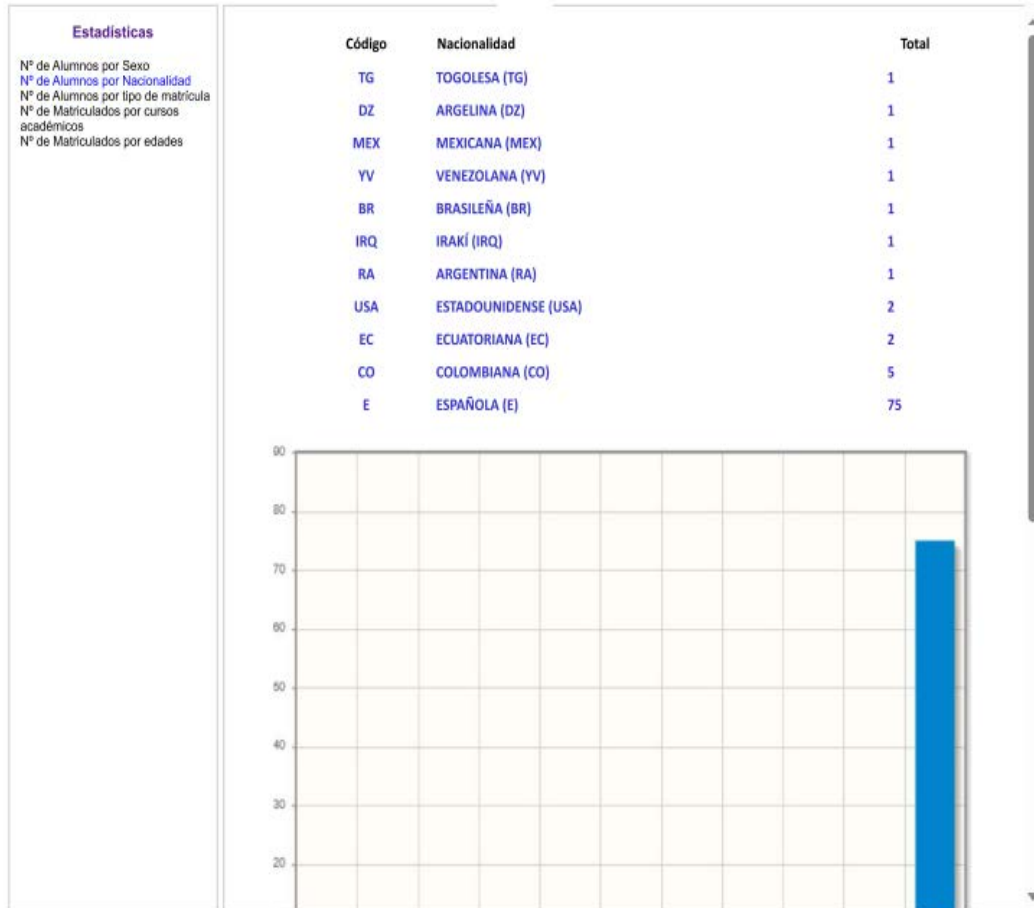 Estadísticas
Nº de Alumnos por Sexo
Nº de Alumnos por Nacionalidad
Nº de Alumnos por tipo de matrícula
Nº de Matriculados por cursos
académicos
Nº de Matriculados por edades
Código Nacionalidad Total
TG TOGOLESA (TG) 1
DZ ARGELINA (DZ) 1
MEX MEXICANA (MEX) 1
YV VENEZOLANA (YV) 1
BR BRASILEÑA (BR) 1
IRQ IRAKÍ (IRQ) 1
RA ARGENTINA (RA) 1
USA ESTADOUNIDENSE (USA) 2
EC ECUATORIANA (EC) 2
CO COLOMBIANA (CO) 5
E ESPAÑOLA (E) 75
90
80
70
60
50
40
30
20